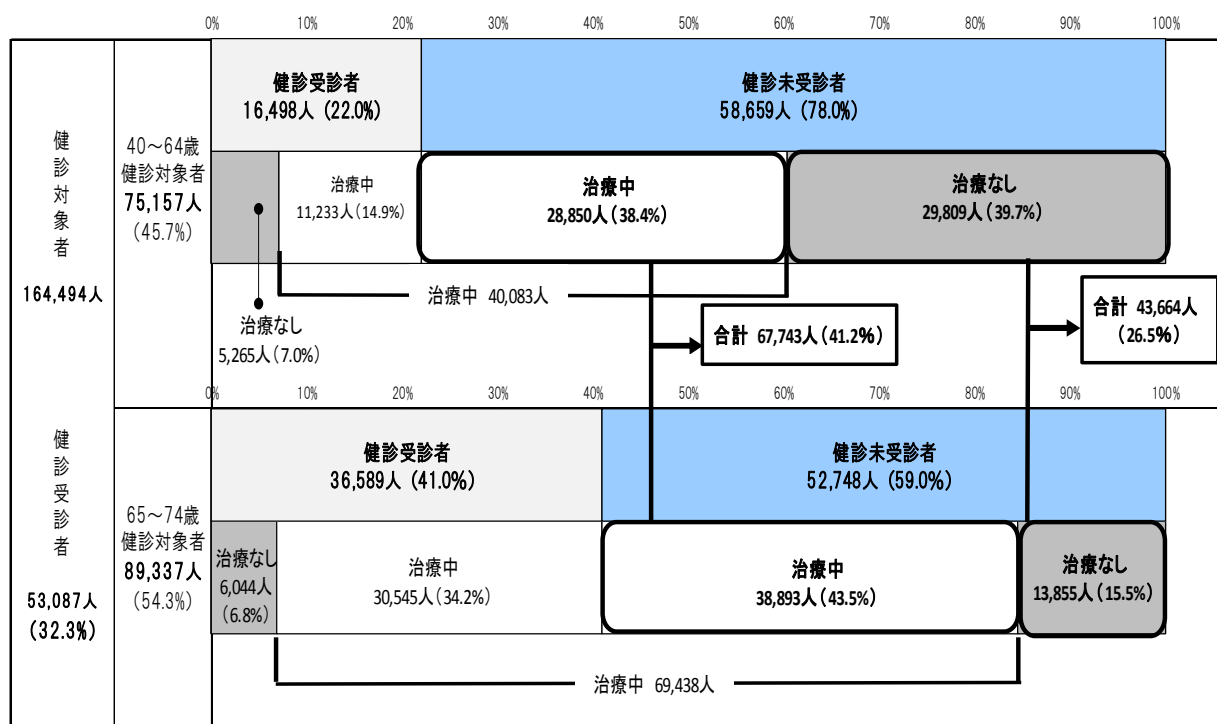 0% 10% 20% 30% 40% 50% 60% 70% 80% 90% 100%
健診対象者
164,494人
40～64歳
健診対象者
75,157人
(45.7%)
健診受診者
16,498人 (22.0%)
健診未受診者
58,659人 (78.0%)
治療中
11,233人(14.9%)
治療中
28,850人(38.4%)
治療なし
29,809人(39.7%)
治療中 40,083人
治療なし
5,265人(7.0%)
合計 67,743人(41.2%)
合計 43,664人
(26.5%)
0% 10% 20% 30% 40% 50% 60% 70% 80% 90% 100%
健診受診者
53,087人
(32.3%)
65～74歳
健診対象者
89,337人
(54.3%)
健診受診者
36,589人 (41.0%)
健診未受診者
52,748人 (59.0%)
治療なし
6,044人
(6.8%)
治療中
30,545人(34.2%)
治療中
38,893人(43.5%)
治療なし
13,855人(15.5%)
治療中 69,438人